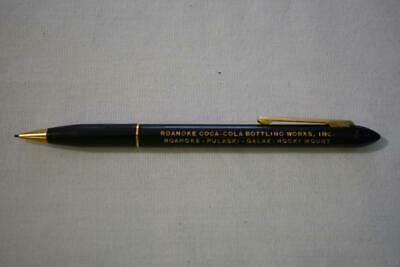 ROANOKE COCA-COLA BOTTLING WORKS, INC.
ROANOKE - PULASKI - GALAX - ROCKY MOUNT